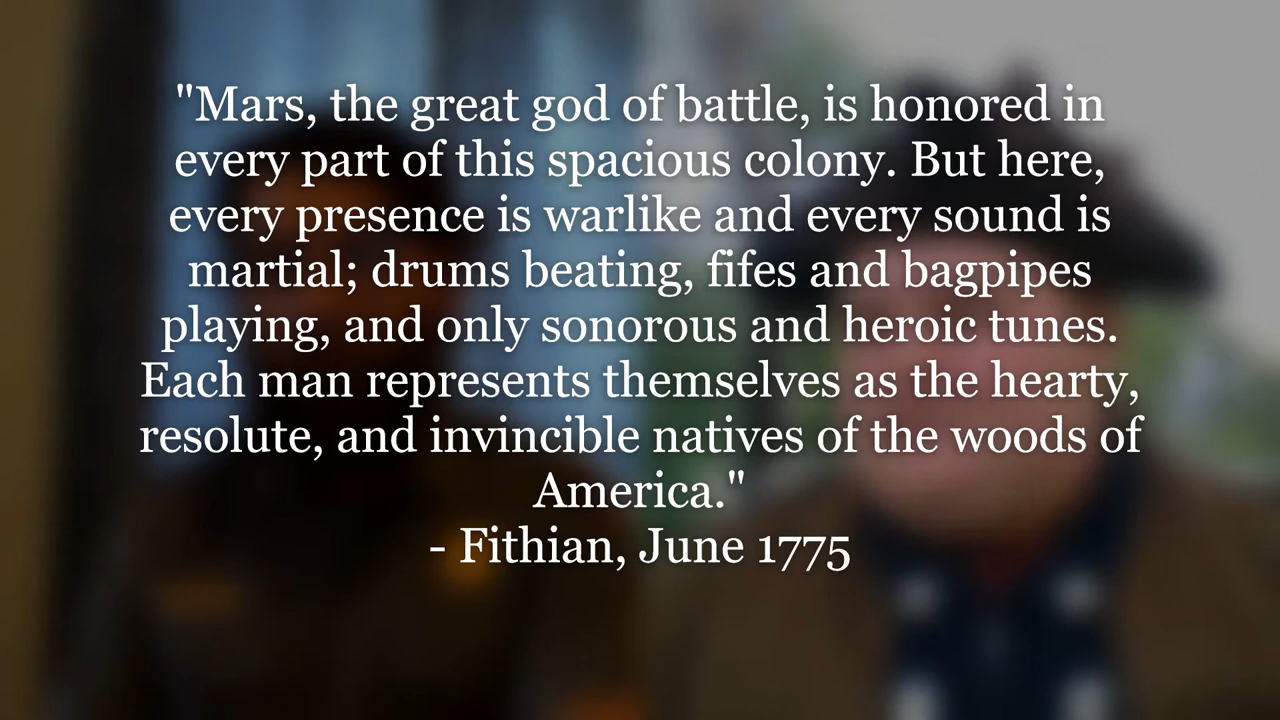 "Mars, the great god of battle, is honored in
every part of this spacious colony. But here,
every presence is warlike and every sound is
martial; drums beating, fifes and bagpipes
playing, and only sonorous and heroic tunes.
Each man represents themselves as the hearty,
resolute, and invincible natives of the woods of
America."
- Fithian, June 1775